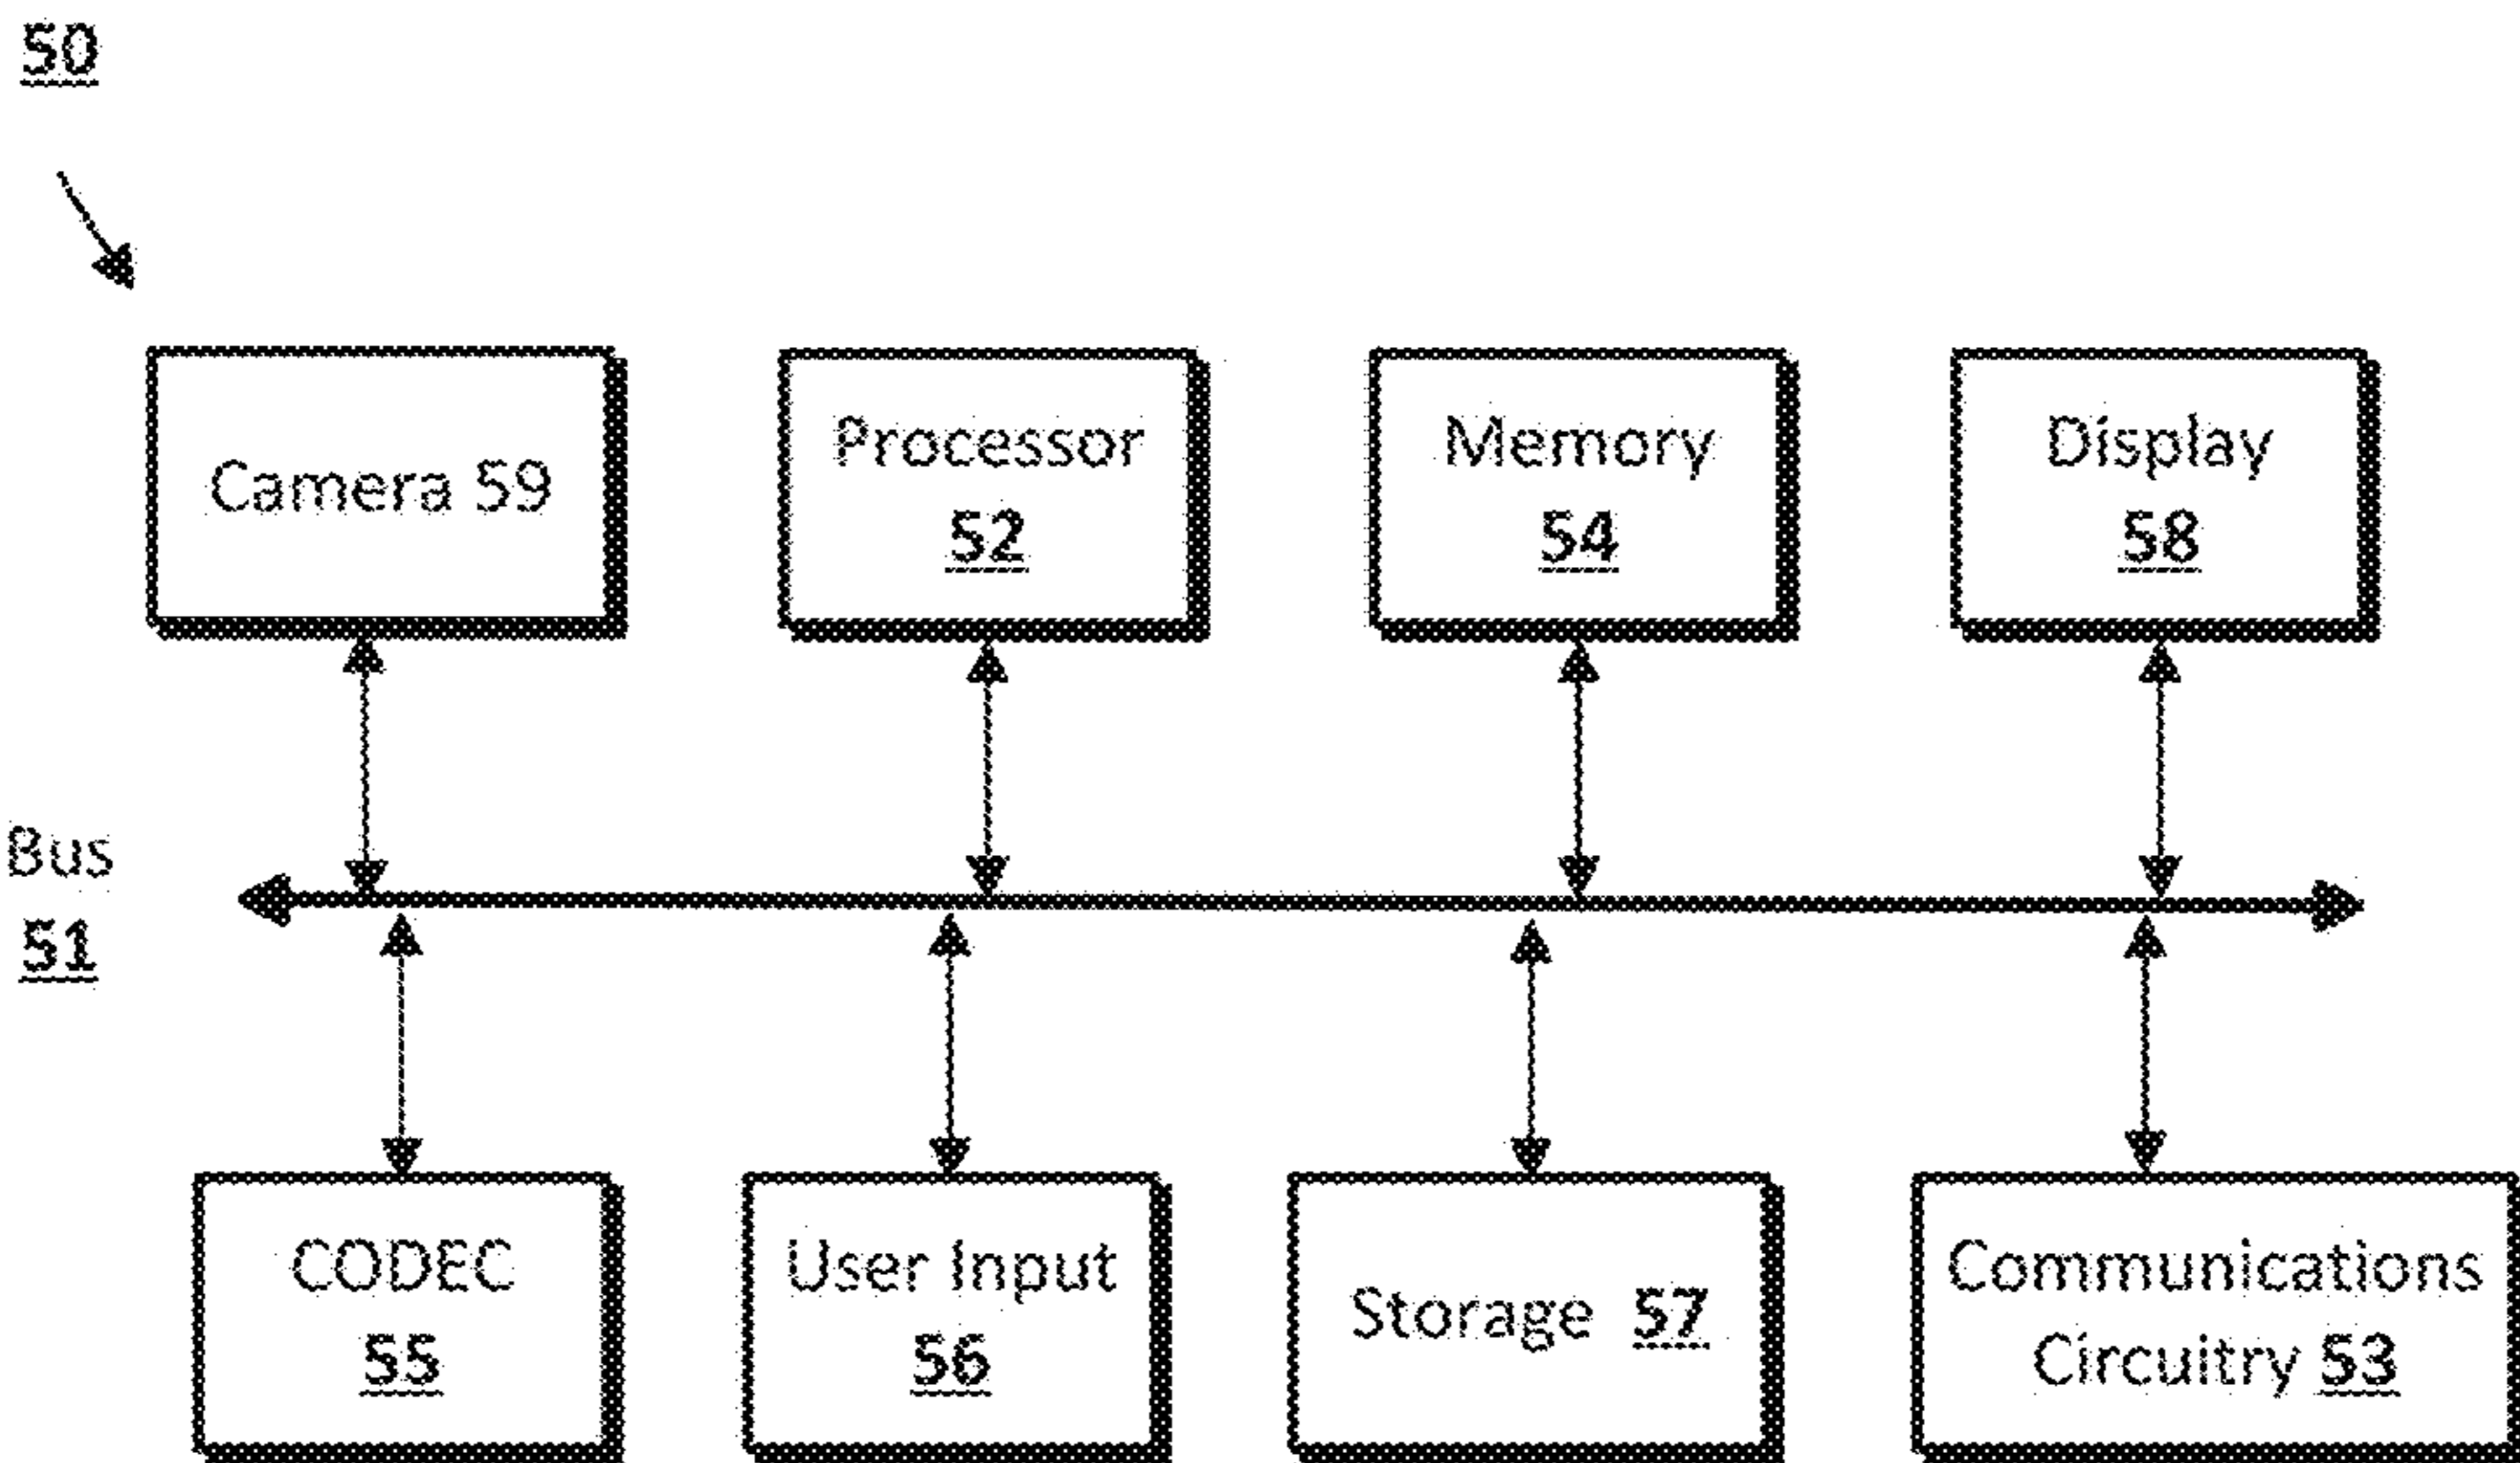 50
Camera 59
Processor
52
Memory
54
Display
58
Bus
51
CODEC
55
User Input
56
Storage 57
Communications
Circuitry 53